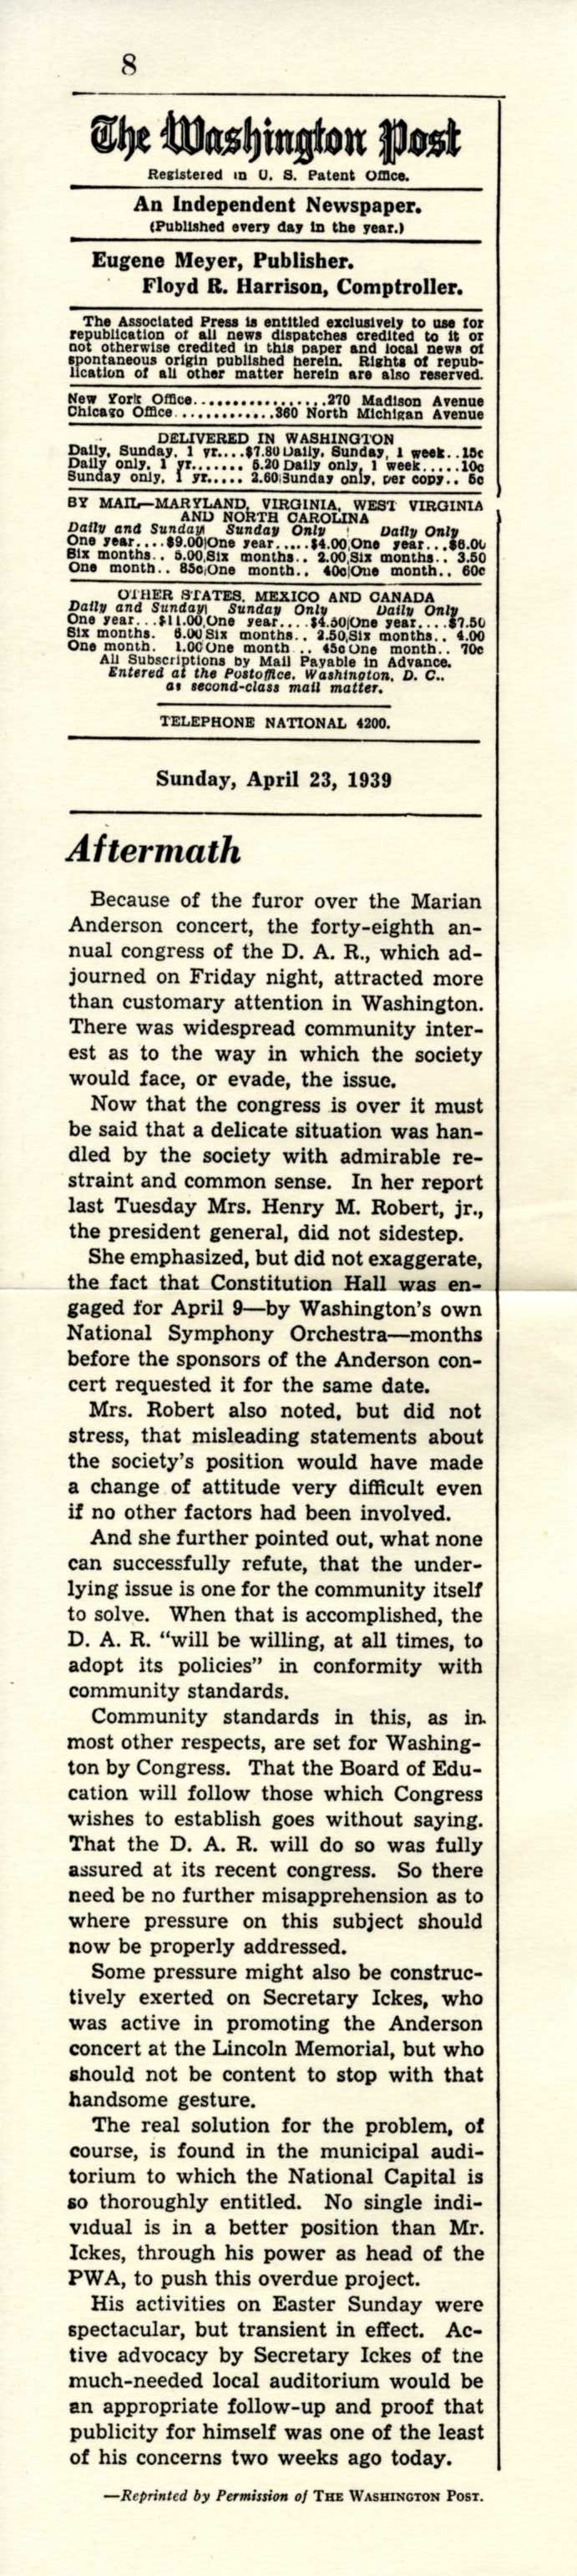 8
The Washington Post
Registered in U. S. Patent Office.
An Independent Newspaper.
(Published every day in the year.)
Eugene Meyer, Publisher.
Floyd R. Harrison, Comptroller.
The Associated Press is entitled exclusively to use for
republication of all news dispatches credited to it or
not otherwise credited in this paper and local news of
spontaneous origin published herein. Rights of repub-
lication of all other matter herein are also reserved.
New York Office.................270 Madison Avenue
Chicago Office............360 North Michigan Avenue
DELIVERED IN WASHINGTON
Daily, Sunday, 1 yr....$7.80 Daily, Sunday, 1 week..15c
Daily only, 1 yr....... 5.20 Daily only, 1 week.....10c
Sunday only, 1 yr..... 2.60 Sunday only, per copy.. 5c
BY MAIL—MARYLAND, VIRGINIA, WEST VIRGINIA
AND NORTH CAROLINA
Daily and Sunday Sunday Only Daily Only
One year....$9.00 One year.....$4.00 One year...$6.00
Six months.. 5.00 Six months.. 2.00 Six months.. 3.50
One month.. 85c One month.. 40c One month.. 60c
OTHER STATES, MEXICO AND CANADA
Daily and Sunday Sunday Only Daily Only
One year...$11.00 One year....$4.50 One year....$7.50
Six months. 6.00 Six months.. 2.50 Six months.. 4.00
One month. 1.00 One month .. 45c One month.. 70c
All Subscriptions by Mail Payable in Advance.
Entered at the Postoffice, Washington, D. C.,
as second-class mail matter.
TELEPHONE NATIONAL 4200.
Sunday, April 23, 1939
Aftermath
Because of the furor over the Marian
Anderson concert, the forty-eighth an-
nual congress of the D. A. R., which ad-
journed on Friday night, attracted more
than customary attention in Washington.
There was widespread community inter-
est as to the way in which the society
would face, or evade, the issue.
Now that the congress is over it must
be said that a delicate situation was han-
dled by the society with admirable re-
straint and common sense. In her report
last Tuesday Mrs. Henry M. Robert, jr.,
the president general, did not sidestep.
She emphasized, but did not exaggerate,
the fact that Constitution Hall was en-
gaged for April 9—by Washington's own
National Symphony Orchestra—months
before the sponsors of the Anderson con-
cert requested it for the same date.
Mrs. Robert also noted, but did not
stress, that misleading statements about
the society's position would have made
a change of attitude very difficult even
if no other factors had been involved.
And she further pointed out, what none
can successfully refute, that the under-
lying issue is one for the community itself
to solve. When that is accomplished, the
D. A. R. "will be willing, at all times, to
adopt its policies" in conformity with
community standards.
Community standards in this, as in
most other respects, are set for Washing-
ton by Congress. That the Board of Edu-
cation will follow those which Congress
wishes to establish goes without saying.
That the D. A. R. will do so was fully
assured at its recent congress. So there
need be no further misapprehension as to
where pressure on this subject should
now be properly addressed.
Some pressure might also be construc-
tively exerted on Secretary Ickes, who
was active in promoting the Anderson
concert at the Lincoln Memorial, but who
should not be content to stop with that
handsome gesture.
The real solution for the problem, of
course, is found in the municipal audi-
torium to which the National Capital is
so thoroughly entitled. No single indi-
vidual is in a better position than Mr.
Ickes, through his power as head of the
PWA, to push this overdue project.
His activities on Easter Sunday were
spectacular, but transient in effect. Ac-
tive advocacy by Secretary Ickes of the
much-needed local auditorium would be
an appropriate follow-up and proof that
publicity for himself was one of the least
of his concerns two weeks ago today.
—Reprinted by Permission of THE WASHINGTON POST.